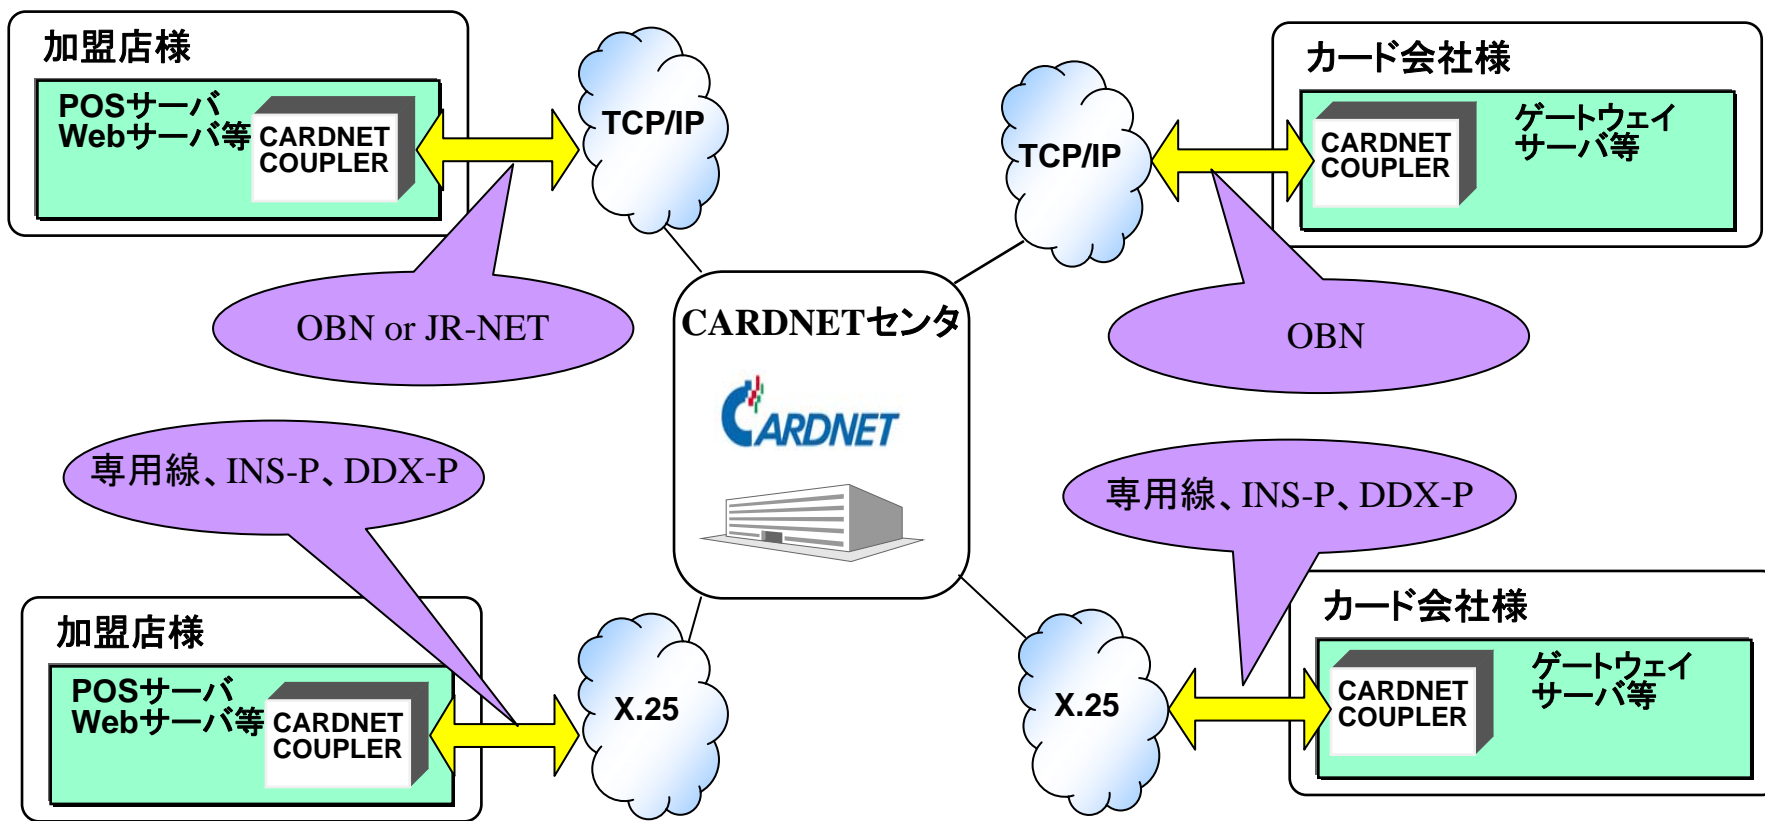 加盟店様
POSサーバ
Webサーバ等
CARDNET
COUPLER
TCP/IP
OBN or JR-NET
TCP/IP
カード会社様
CARDNET
COUPLER
ゲートウェイ
サーバ等
OBN
CARDNETセンタ
CARDNET
専用線、INS-P、DDX-P
専用線、INS-P、DDX-P
加盟店様
POSサーバ
Webサーバ等
CARDNET
COUPLER
X.25
X.25
カード会社様
CARDNET
COUPLER
ゲートウェイ
サーバ等